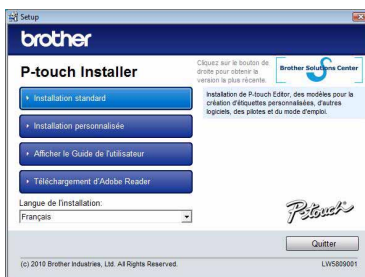 Setup
brother
P-touch Installer
Cliquez sur le bouton de
droite pour obtenir la
version la plus récente.
Brother Solutions Center
Installation standard
Installation de P-touch Editor, des modèles pour la
création d'étiquettes personnalisées, d'autres
logiciels, des pilotes et du mode d'emploi.
Installation personnalisée
Afficher le Guide de l'utilisateur
Téléchargement d'Adobe Reader
Langue de l'installation:
Français
P-touch
Quitter
(c) 2010 Brother Industries, Ltd. All Rights Reserved.
LW5809001